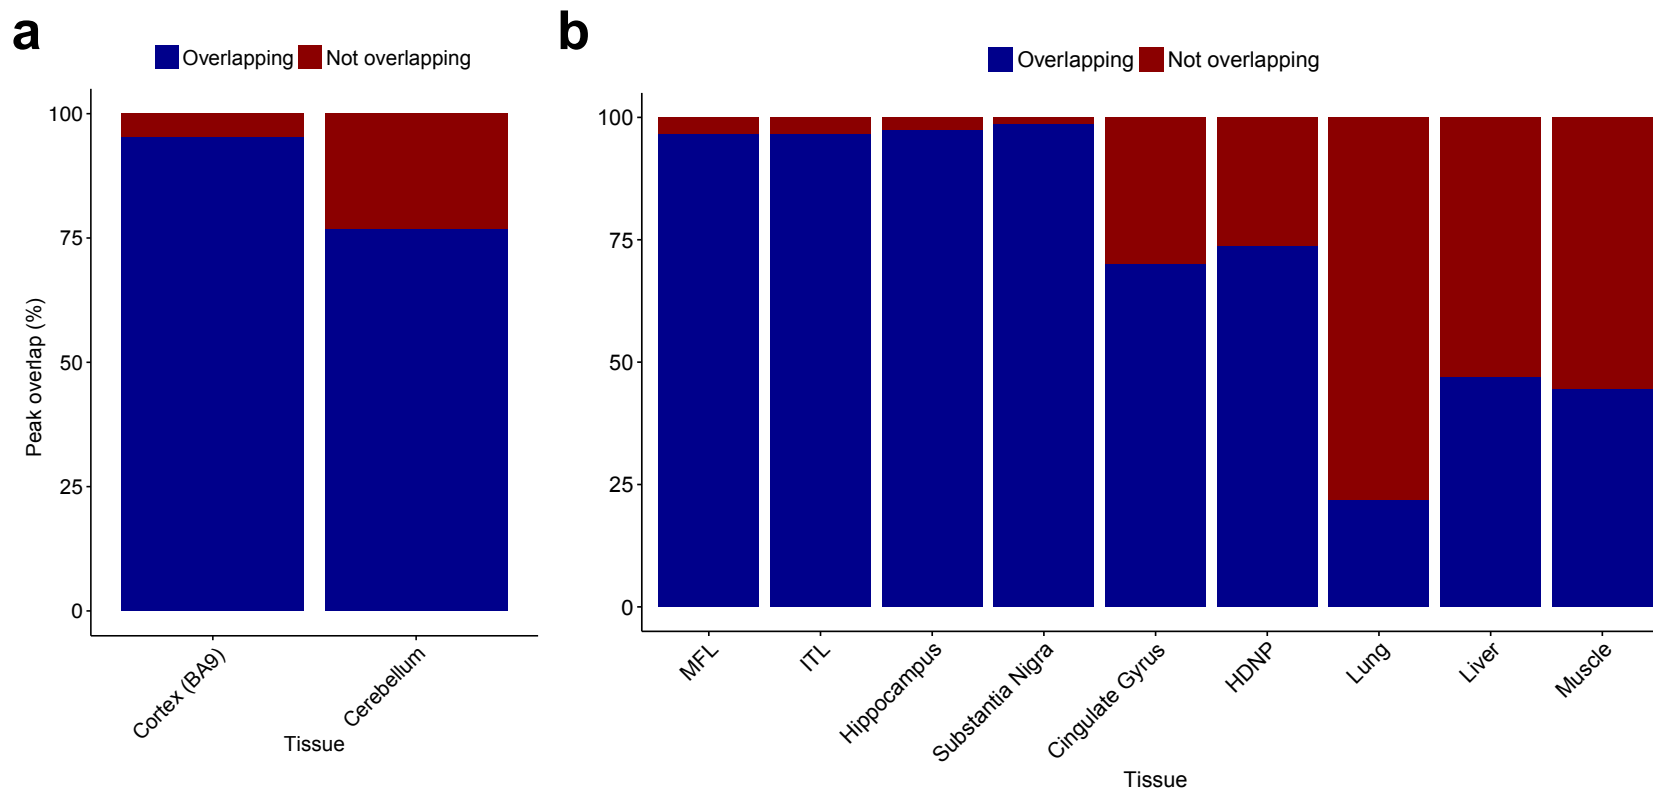 a
Overlapping Not overlapping
Peak overlap (%)
100
75
50
25
0
Cortex (BA9)
Cerebellum
Tissue
b
Overlapping Not overlapping
100
75
50
25
0
MFL
ITL
Hippocampus
Substantia Nigra
Cingulate Gyrus
HDNP
Lung
Liver
Muscle
Tissue